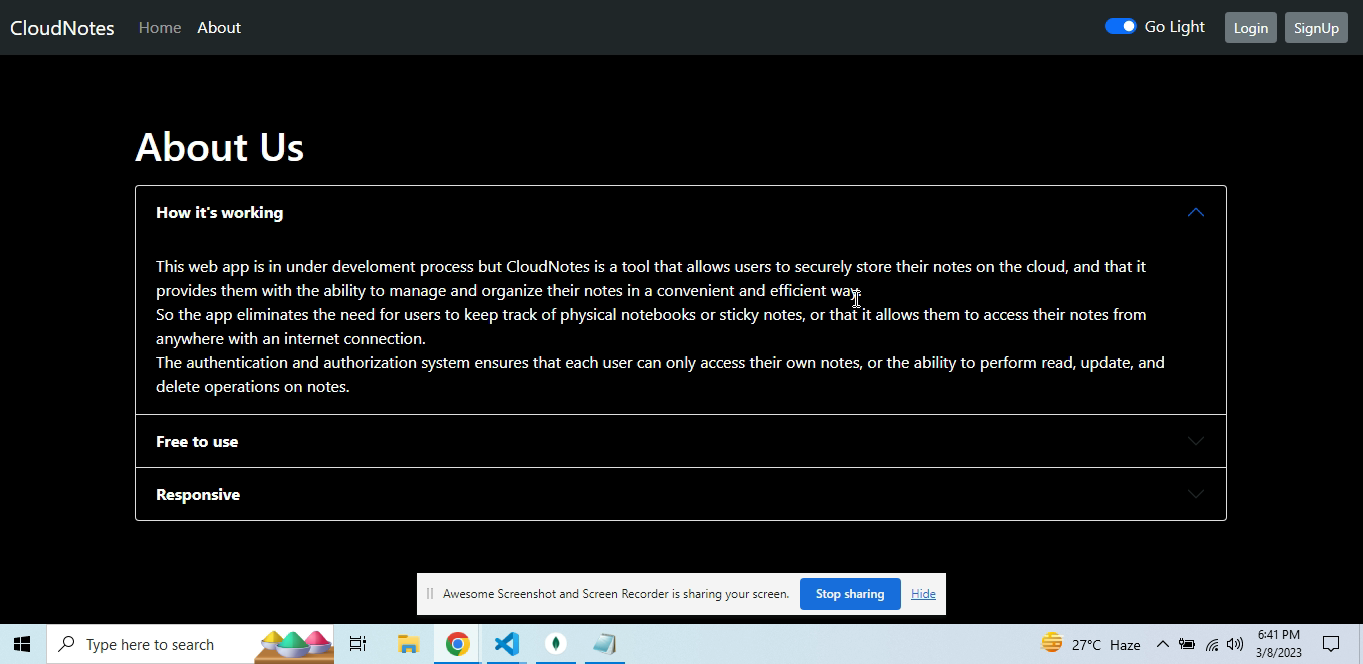 CloudNotes Home About Go Light Login SignUp
About Us
How it's working
This web app is in under develoment process but CloudNotes is a tool that allows users to securely store their notes on the cloud, and that it
provides them with the ability to manage and organize their notes in a convenient and efficient way.
So the app eliminates the need for users to keep track of physical notebooks or sticky notes, or that it allows them to access their notes from
anywhere with an internet connection.
The authentication and authorization system ensures that each user can only access their own notes, or the ability to perform read, update, and
delete operations on notes.
Free to use
Responsive
Awesome Screenshot and Screen Recorder is sharing your screen. Stop sharing Hide
Type here to search 27°C Haze 6:41 PM
3/8/2023